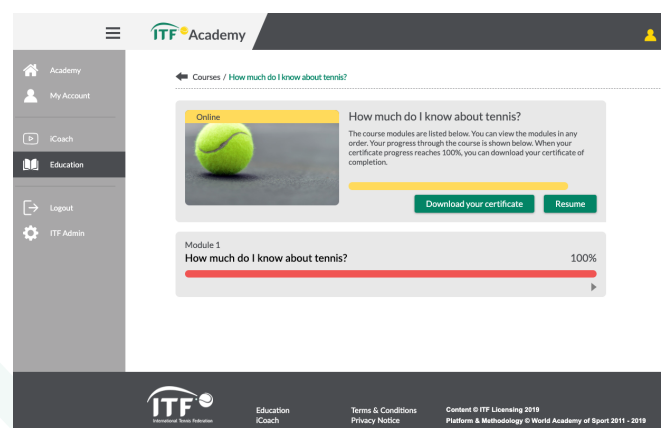 ITF Academy
Academy
My Account
iCoach
Education
Logout
ITF Admin
Courses / How much do I know about tennis?
Online
How much do I know about tennis?
The course modules are listed below. You can view the modules in any
order. Your progress through the course is shown below. When your
certificate progress reaches 100%, you can download your certificate of
completion.
Download your certificate
Resume
Module 1
How much do I know about tennis? 100%
ITF
International Tennis Federation
Education
iCoach
Terms & Conditions
Privacy Notice
Content © ITF Licensing 2019
Platform & Methodology © World Academy of Sport 2011 - 2019